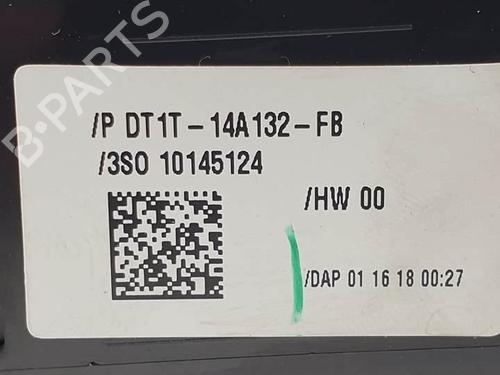 B-PARTS
/P DT1T-14A132-FB
/3SO 10145124
/HW 00
/DAP 01 16 18 00:27